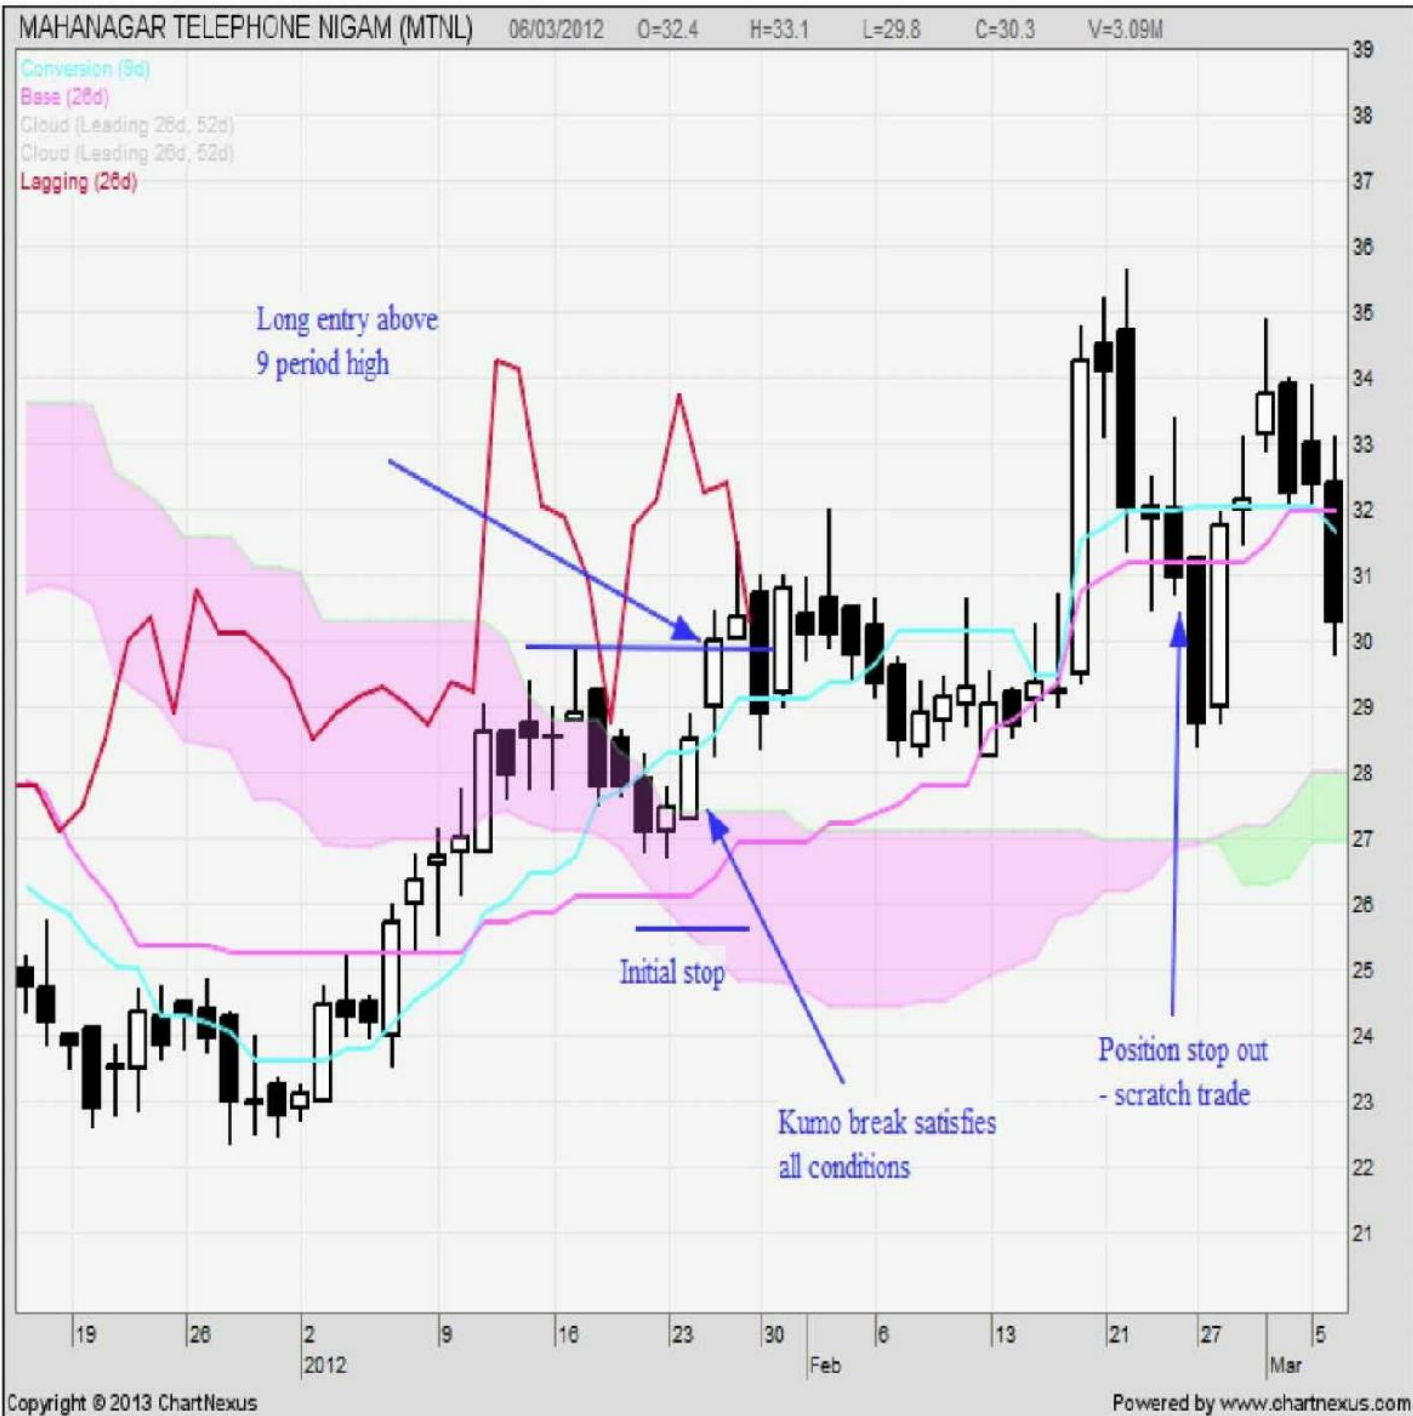 MAHANAGAR TELEPHONE NIGAM (MTNL) 06/03/2012 O=32.4 H=33.1 L=29.8 C=30.3 V=3.09M
Conversion (9d)
Base (26d)
Cloud (Leading 26d, 52d)
Cloud (Leading 26d, 52d)
Lagging (26d)
39
38
37
36
35
34
33
32
31
30
29
28
27
26
25
24
23
22
21
Long entry above
9 period high
Initial stop
Kumo break satisfies
all conditions
Position stop out
- scratch trade
19 26 2 9 16 23 30 6 13 21 27 5
2012 Feb Mar
Copyright © 2013 ChartNexus Powered by www.chartnexus.com